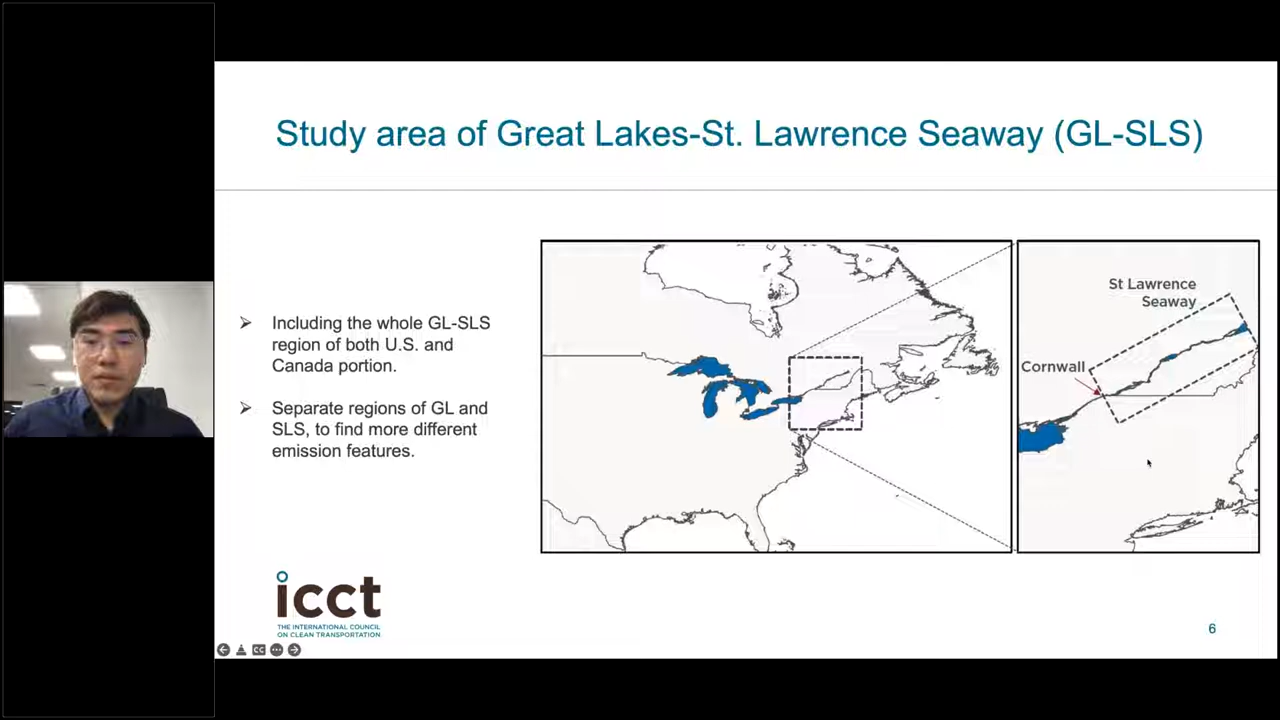 Study area of Great Lakes-St. Lawrence Seaway (GL-SLS)
Including the whole GL-SLS
region of both U.S. and
Canada portion.
Separate regions of GL and
SLS, to find more different
emission features.
St Lawrence
Seaway
Cornwall
icct
THE INTERNATIONAL COUNCIL
ON CLEAN TRANSPORTATION
6
CC